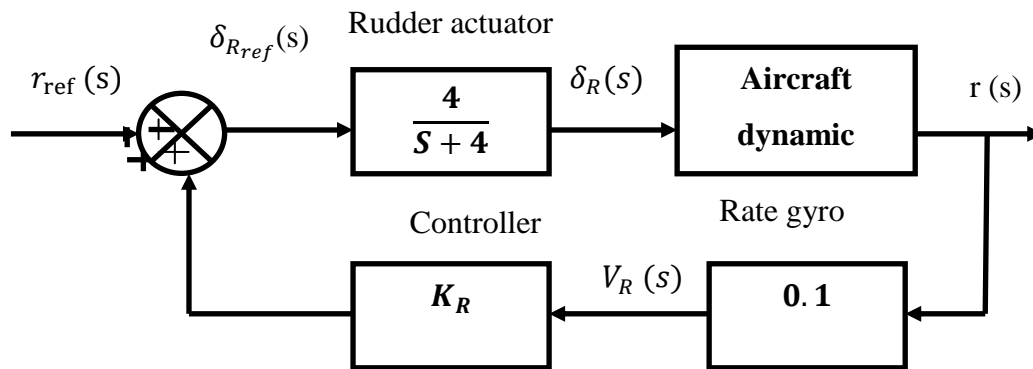 Rudder actuator
δ_{R_{ref}}(s)
r_{ref} (s)
4
S + 4
δ_R(s)
Aircraft
dynamic
r (s)
+
+
+
+
Controller
Rate gyro
K_R
V_R (s)
0.1